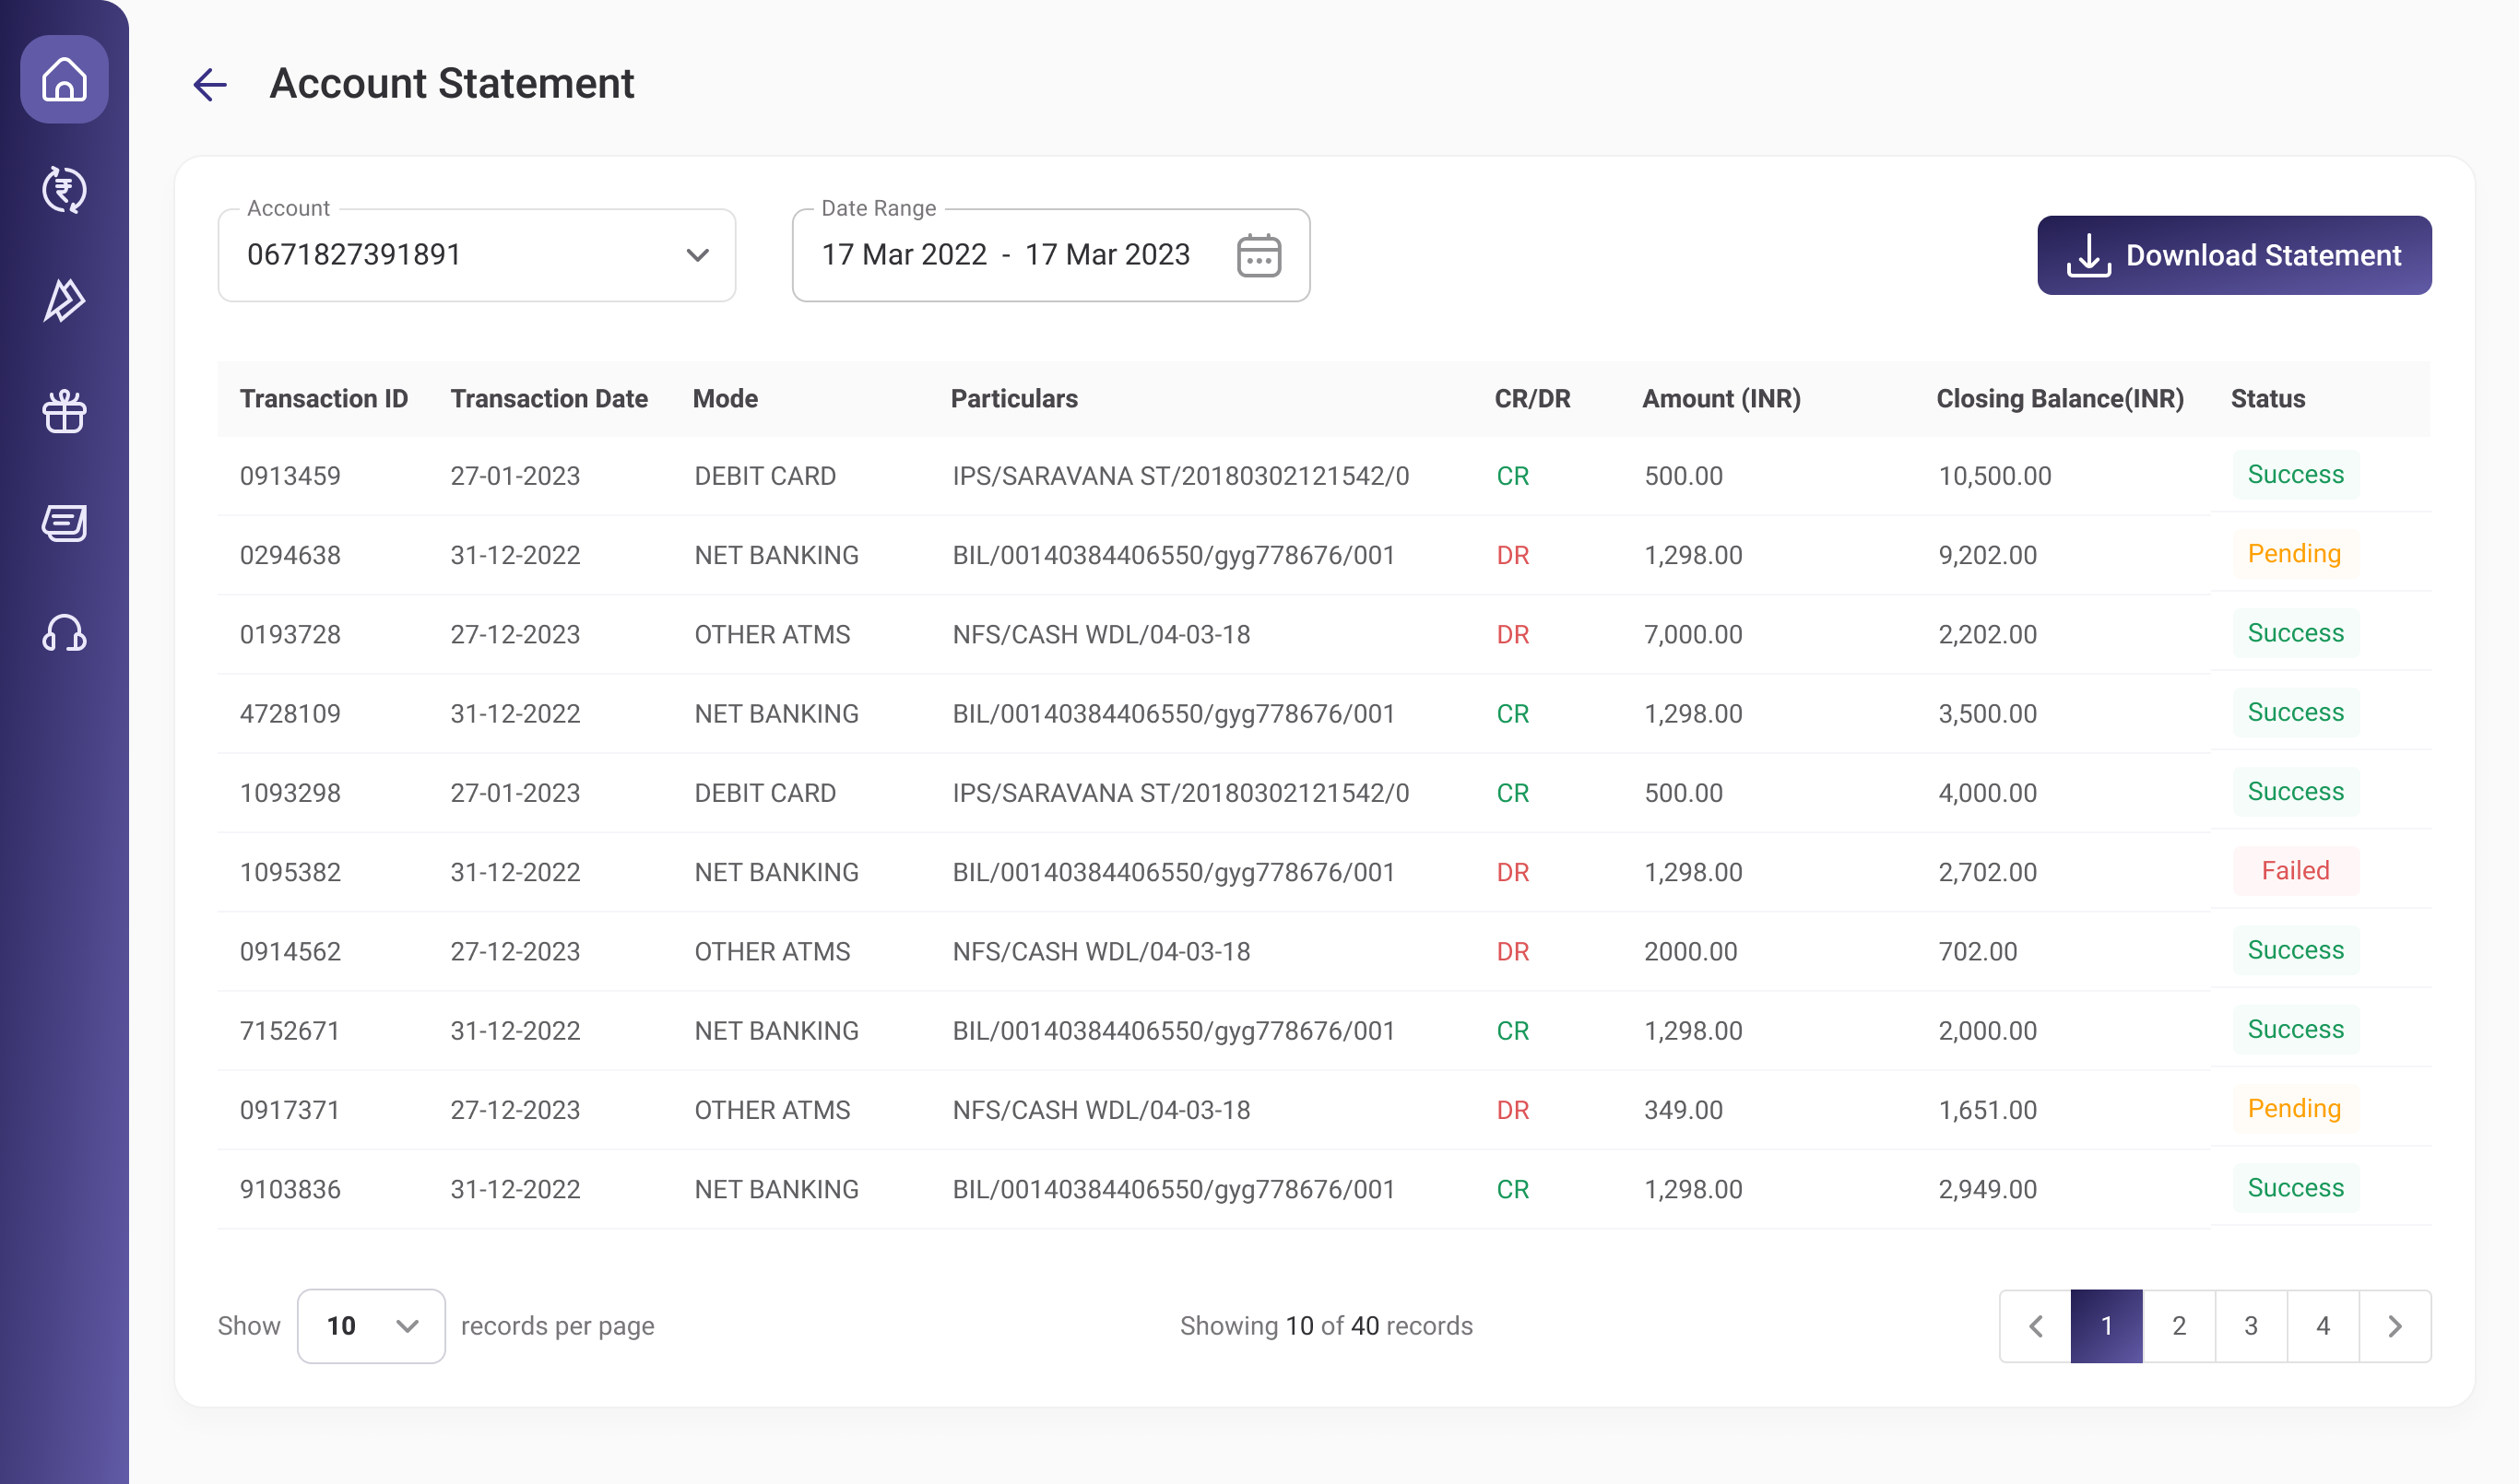 Account Statement
Account
0671827391891
Date Range
17 Mar 2022 - 17 Mar 2023
Download Statement
Transaction ID Transaction Date Mode Particulars CR/DR Amount (INR) Closing Balance(INR) Status
0913459 27-01-2023 DEBIT CARD IPS/SARAVANA ST/20180302121542/0 CR 500.00 10,500.00 Success
0294638 31-12-2022 NET BANKING BIL/00140384406550/gyg778676/001 DR 1,298.00 9,202.00 Pending
0193728 27-12-2023 OTHER ATMS NFS/CASH WDL/04-03-18 DR 7,000.00 2,202.00 Success
4728109 31-12-2022 NET BANKING BIL/00140384406550/gyg778676/001 CR 1,298.00 3,500.00 Success
1093298 27-01-2023 DEBIT CARD IPS/SARAVANA ST/20180302121542/0 CR 500.00 4,000.00 Success
1095382 31-12-2022 NET BANKING BIL/00140384406550/gyg778676/001 DR 1,298.00 2,702.00 Failed
0914562 27-12-2023 OTHER ATMS NFS/CASH WDL/04-03-18 DR 2000.00 702.00 Success
7152671 31-12-2022 NET BANKING BIL/00140384406550/gyg778676/001 CR 1,298.00 2,000.00 Success
0917371 27-12-2023 OTHER ATMS NFS/CASH WDL/04-03-18 DR 349.00 1,651.00 Pending
9103836 31-12-2022 NET BANKING BIL/00140384406550/gyg778676/001 CR 1,298.00 2,949.00 Success
Show 10 records per page Showing 10 of 40 records 1 2 3 4